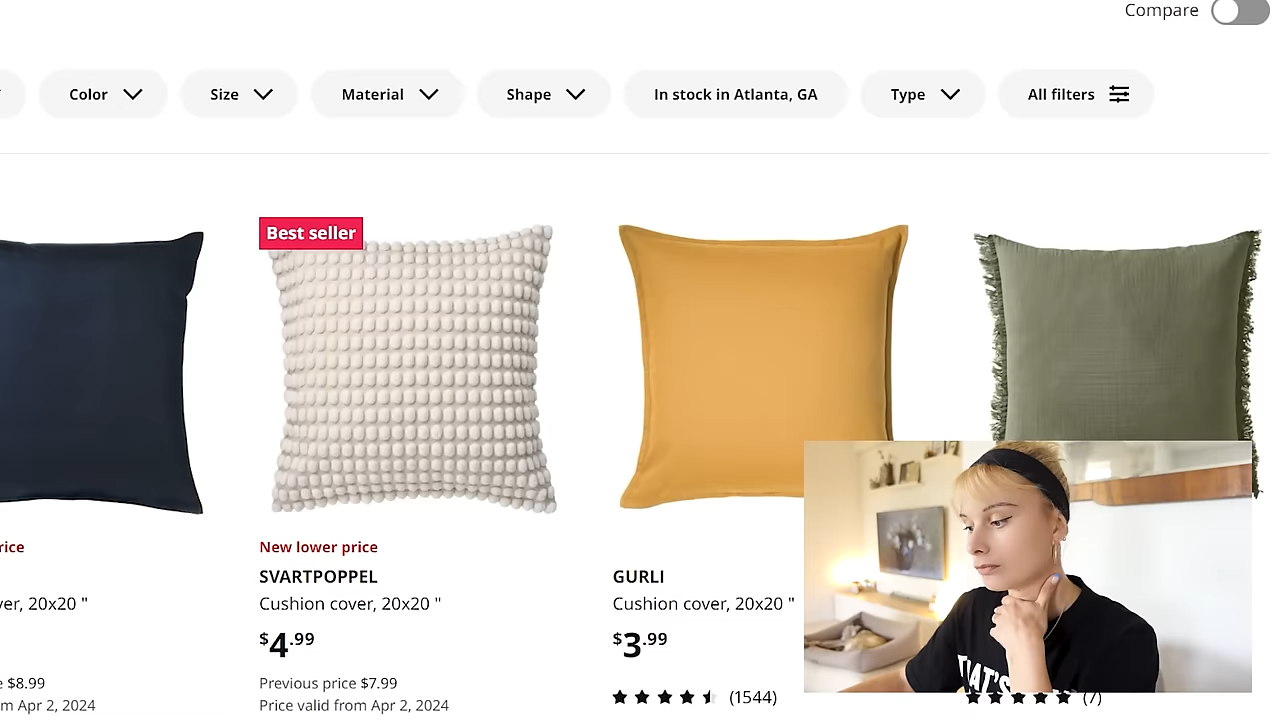 Compare
Color
Size
Material
Shape
In stock in Atlanta, GA
Type
All filters
Best seller
rice
ver, 20x20 "
e $8.99
m Apr 2, 2024
New lower price
SVARTPOPPEL
Cushion cover, 20x20 "
$4.99
Previous price $7.99
Price valid from Apr 2, 2024
GURLI
Cushion cover, 20x20 "
$3.99
(1544)
(7)
THAT'S